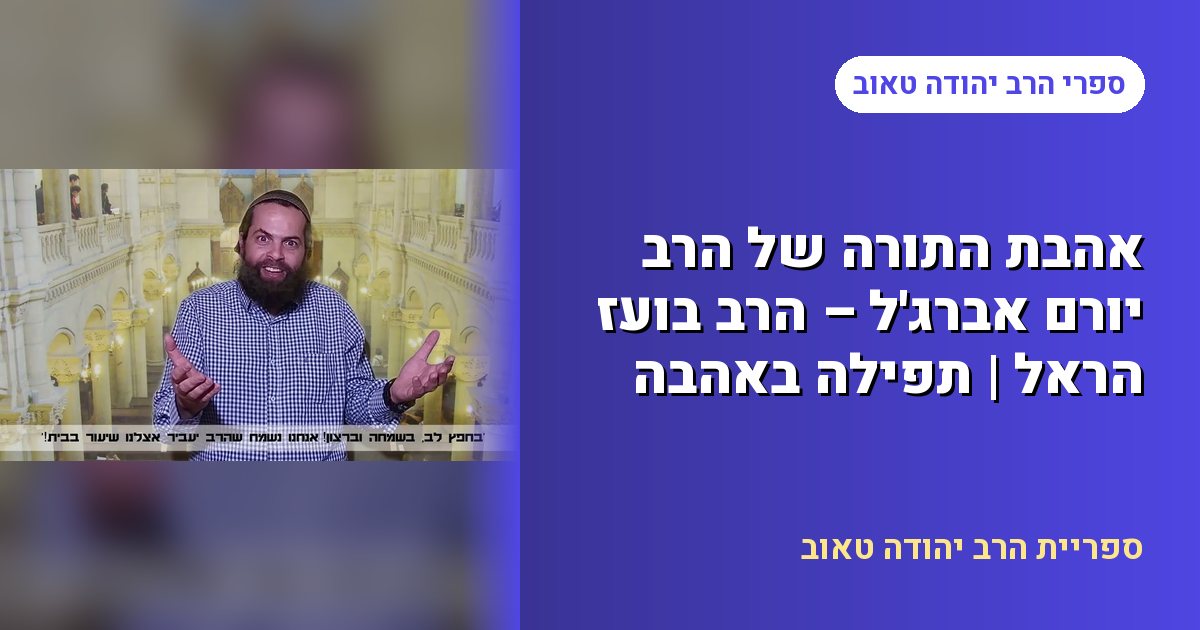 ספרי הרב יהודה טאוב
אהבת התורה של הרב
יורם אברג'ל – הרב בועז
הראל | תפילה באהבה
"בחפץ לב, בשמחה וברצון! אנחנו נשמח שהרב יעביר אצלנו שיעור בבית!"
ספריית הרב יהודה טאוב